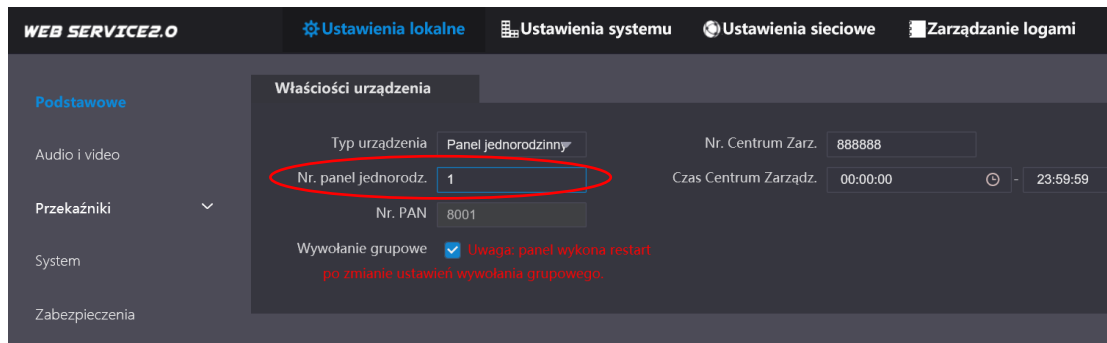 WEB SERVICE2.0
Ustawienia lokalne
Ustawienia systemu
Ustawienia sieciowe
Zarządzanie logami
Podstawowe
Audio i video
Przekaźniki
System
Zabezpieczenia
Właściości urządzenia
Typ urządzenia Panel jednorodzinny
Nr. Centrum Zarz. 888888
Nr. panel jednorodz. 1
Czas Centrum Zarządz. 00:00:00 - 23:59:59
Nr. PAN 8001
Wywołanie grupowe Uwaga: panel wykona restart
po zmianie ustawień wywołania grupowego.